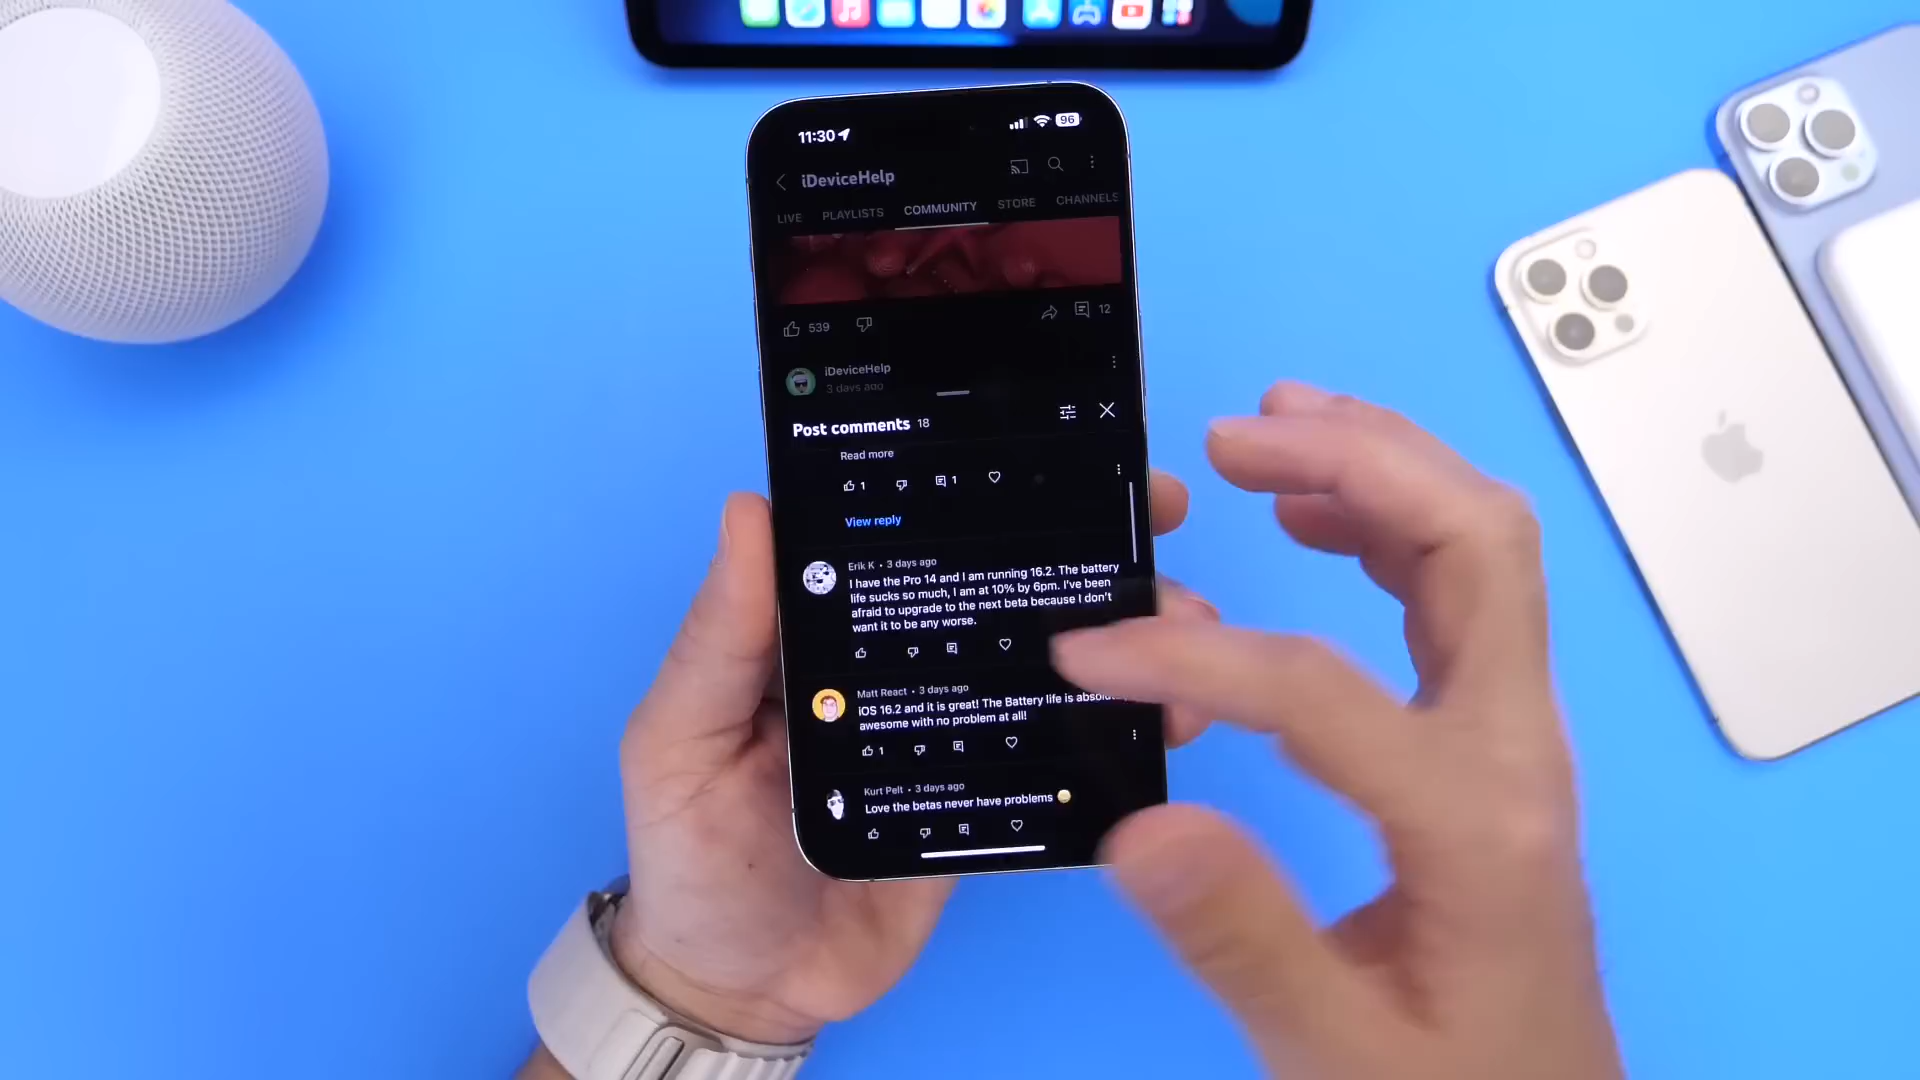 11:30
96
iDeviceHelp
LIVE PLAYLISTS COMMUNITY STORE CHANNELS
539
12
iDeviceHelp
3 days ago
Post comments 18
Read more
1 1
View reply
Erik K • 3 days ago
I have the Pro 14 and I am running 16.2. The battery
life sucks so much, I am at 10% by 6pm. I've been
afraid to upgrade to the next beta because I don't
want it to be any worse.
Matt React • 3 days ago
iOS 16.2 and it is great! The Battery life is
awesome with no problem at all!
1
Kurt Pelt • 3 days ago
Love the betas never have problems